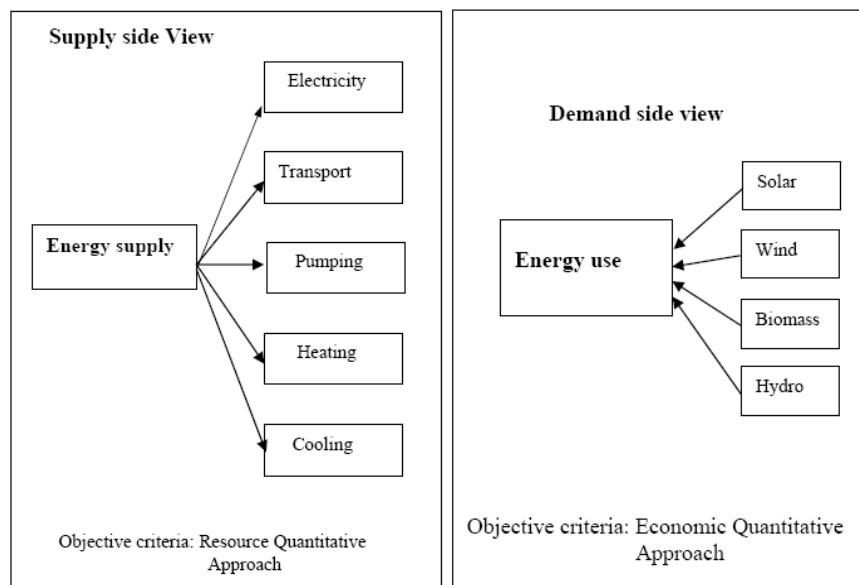 Supply side View
Electricity
Transport
Energy supply
Pumping
Heating
Cooling
Objective criteria: Resource Quantitative
Approach
Demand side view
Solar
Energy use
Wind
Biomass
Hydro
Objective criteria: Economic Quantitative
Approach